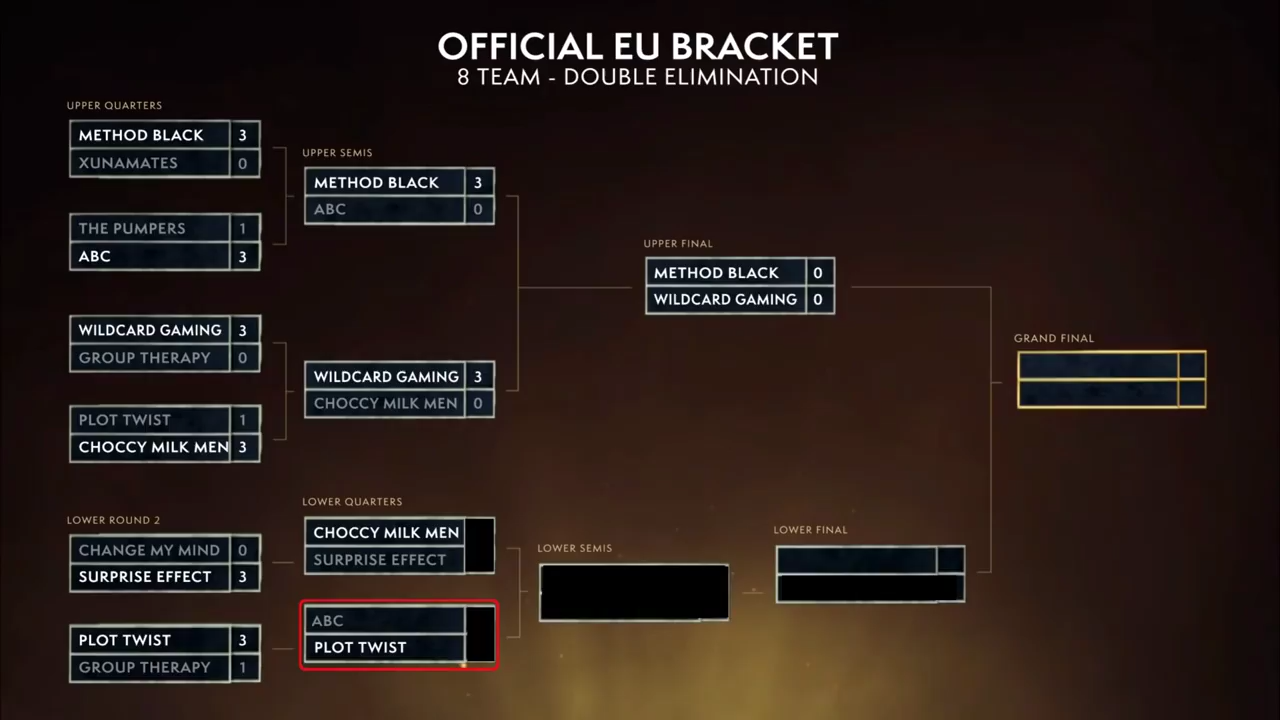 OFFICIAL EU BRACKET
8 TEAM - DOUBLE ELIMINATION
UPPER QUARTERS
METHOD BLACK 3
XUNAMATES 0
THE PUMPERS 1
ABC 3
WILDCARD GAMING 3
GROUP THERAPY 0
PLOT TWIST 1
CHOCCY MILK MEN 3
UPPER SEMIS
METHOD BLACK 3
ABC 0
WILDCARD GAMING 3
CHOCCY MILK MEN 0
UPPER FINAL
METHOD BLACK 0
WILDCARD GAMING 0
GRAND FINAL
LOWER ROUND 2
CHANGE MY MIND 0
SURPRISE EFFECT 3
PLOT TWIST 3
GROUP THERAPY 1
LOWER QUARTERS
CHOCCY MILK MEN
SURPRISE EFFECT
ABC
PLOT TWIST
LOWER SEMIS
LOWER FINAL